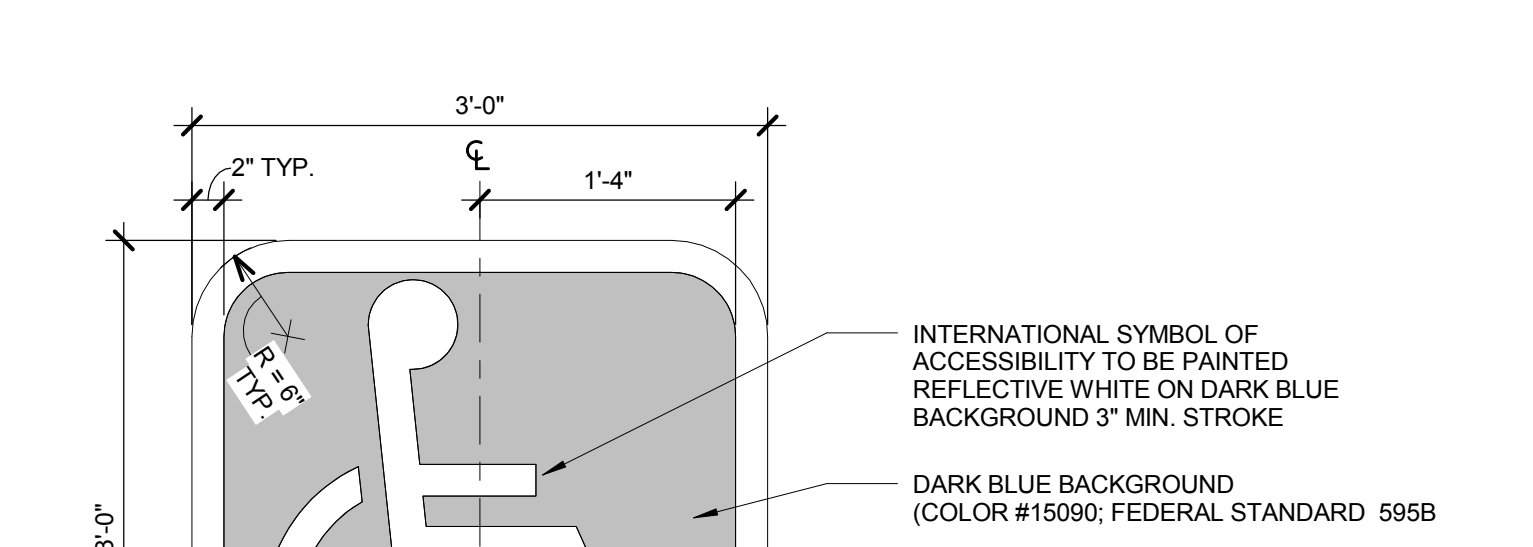 3'-0"
℄
2" TYP.
1'-4"
R = 6"
TYP.
INTERNATIONAL SYMBOL OF
ACCESSIBILITY TO BE PAINTED
REFLECTIVE WHITE ON DARK BLUE
BACKGROUND 3" MIN. STROKE
DARK BLUE BACKGROUND
(COLOR #15090; FEDERAL STANDARD 595B